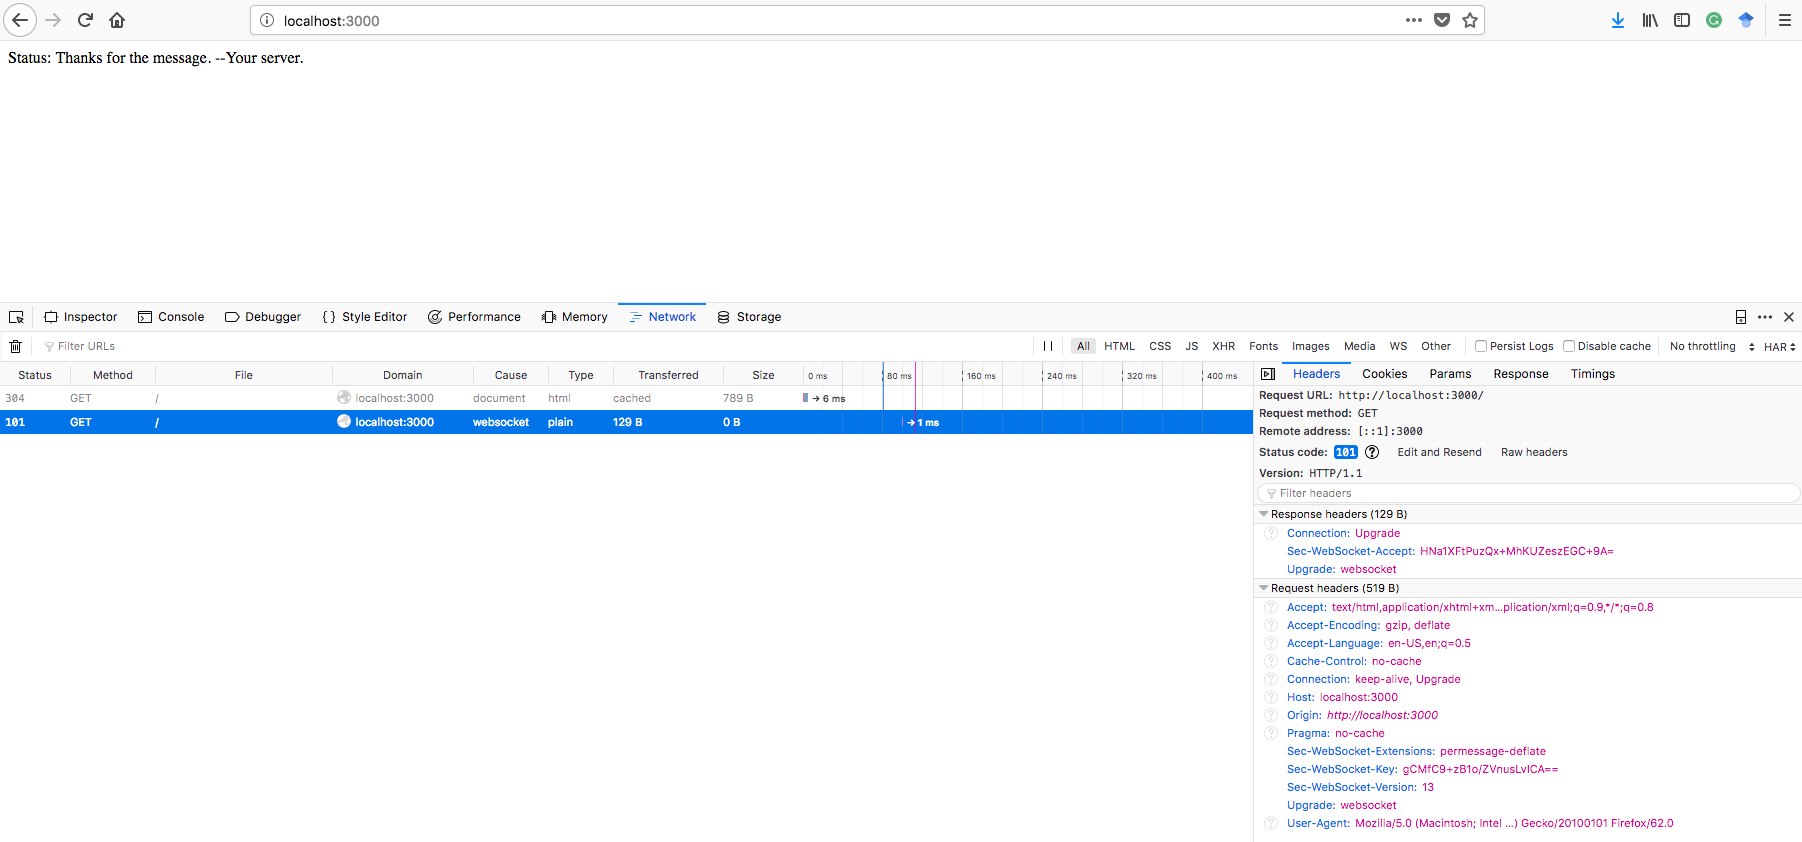 localhost:3000
Status: Thanks for the message. --Your server.
Inspector Console Debugger { } Style Editor Performance Memory Network Storage
Filter URLs All HTML CSS JS XHR Fonts Images Media WS Other Persist Logs Disable cache No throttling HAR
Status Method File Domain Cause Type Transferred Size 0 ms 80 ms 160 ms 240 ms 320 ms 400 ms
304 GET / localhost:3000 document html cached 789 B → 6 ms
101 GET / localhost:3000 websocket plain 129 B 0 B → 1 ms
Headers Cookies Params Response Timings
Request URL: http://localhost:3000/
Request method: GET
Remote address: [::1]:3000
Status code: 101 ? Edit and Resend Raw headers
Version: HTTP/1.1
Filter headers
Response headers (129 B)
? Connection: Upgrade
Sec-WebSocket-Accept: HNa1XFtPuzQx+MhKUZeszEGC+9A=
Upgrade: websocket
Request headers (519 B)
? Accept: text/html,application/xhtml+xm...plication/xml;q=0.9,*/*;q=0.8
? Accept-Encoding: gzip, deflate
? Accept-Language: en-US,en;q=0.5
? Cache-Control: no-cache
? Connection: keep-alive, Upgrade
? Host: localhost:3000
? Origin: http://localhost:3000
? Pragma: no-cache
Sec-WebSocket-Extensions: permessage-deflate
Sec-WebSocket-Key: gCMfC9+zB1o/ZVnusLvICA==
Sec-WebSocket-Version: 13
Upgrade: websocket
? User-Agent: Mozilla/5.0 (Macintosh; Intel ...) Gecko/20100101 Firefox/62.0